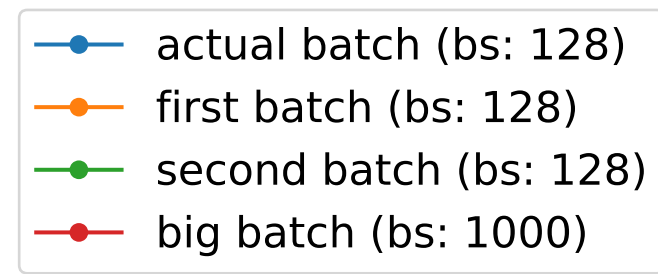 actual batch (bs: 128)
first batch (bs: 128)
second batch (bs: 128)
big batch (bs: 1000)